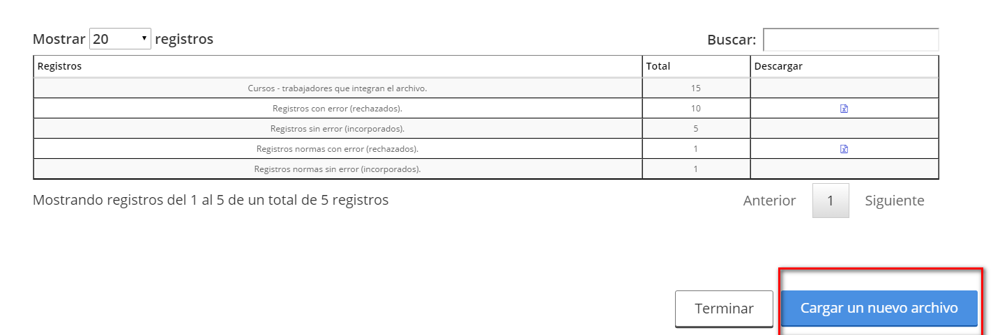 Mostrar 20 registros Buscar:
Registros Total Descargar
Cursos - trabajadores que integran el archivo. 15
Registros con error (rechazados). 10
Registros sin error (incorporados). 5
Registros normas con error (rechazados). 1
Registros normas sin error (incorporados). 1
Mostrando registros del 1 al 5 de un total de 5 registros Anterior 1 Siguiente
Terminar Cargar un nuevo archivo